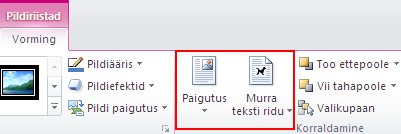 Pildiriistad
Vorming
Pildiääris
Pildiefektid
Pildi paigutus
Paigutus
Murra
teksti ridu
Too ettepoole
Vii tahapoole
Valikupaan
Korraldamine